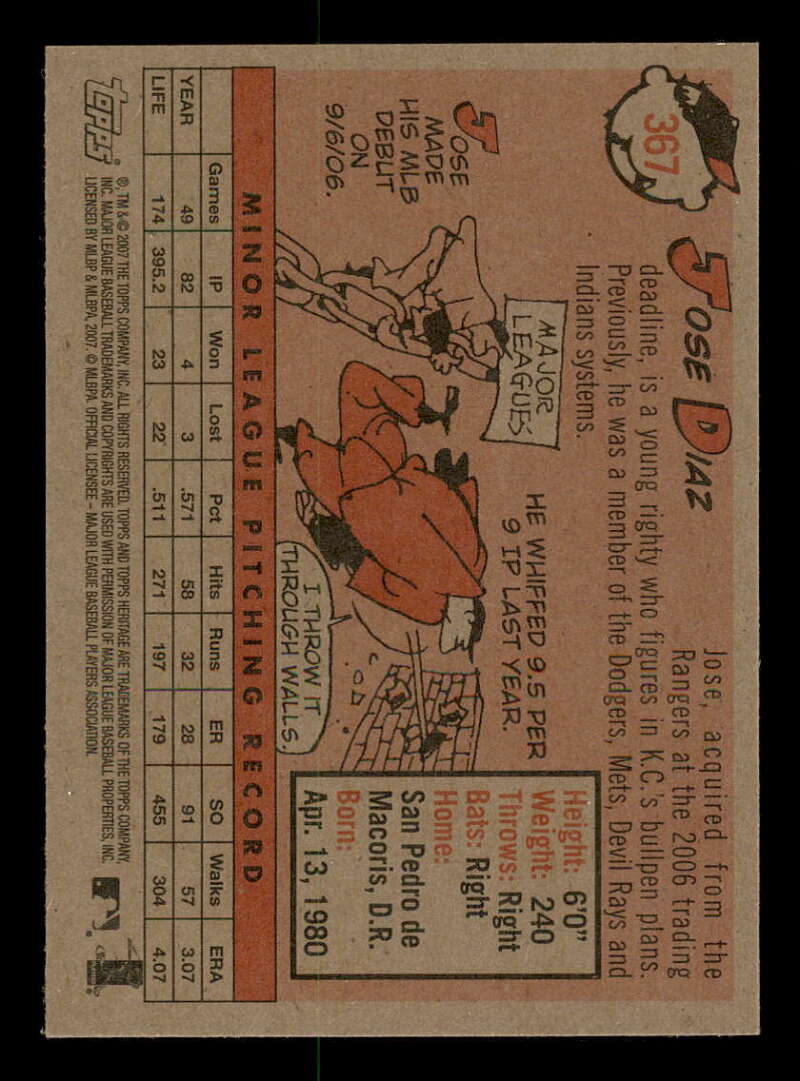 367
JOSE DIAZ
Jose, acquired from the
Rangers at the 2006 trading
deadline, is a young righty who figures in K.C.'s bullpen plans.
Previously, he was a member of the Dodgers, Mets, Devil Rays and
Indians systems.
JOSE
MADE
HIS MLB
DEBUT
ON
9/6/06.
MAJOR
LEAGUES
HE WHIFFED 9.5 PER
9 IP LAST YEAR.
I THROW IT
THROUGH WALLS.
Height: 6'0"
Weight: 240
Throws: Right
Bats: Right
Home:
San Pedro de
Macoris, D.R.
Born:
Apr. 13, 1980
MINOR LEAGUE PITCHING RECORD
Games IP Won Lost Pct Hits Runs ER SO Walks ERA
YEAR 49 82 4 3 .571 58 32 28 91 57 3.07
LIFE 174 395.2 23 22 .511 271 197 179 455 304 4.07
Topps
®, TM & © 2007 THE TOPPS COMPANY, INC. ALL RIGHTS RESERVED. TOPPS AND TOPPS HERITAGE ARE TRADEMARKS OF THE TOPPS COMPANY,
INC. MAJOR LEAGUE BASEBALL TRADEMARKS AND COPYRIGHTS ARE USED WITH PERMISSION OF MAJOR LEAGUE BASEBALL PROPERTIES, INC.
LICENSED BY MLBP & MLBPA, 2007. © MLBPA. OFFICIAL LICENSEE – MAJOR LEAGUE BASEBALL PLAYERS ASSOCIATION.